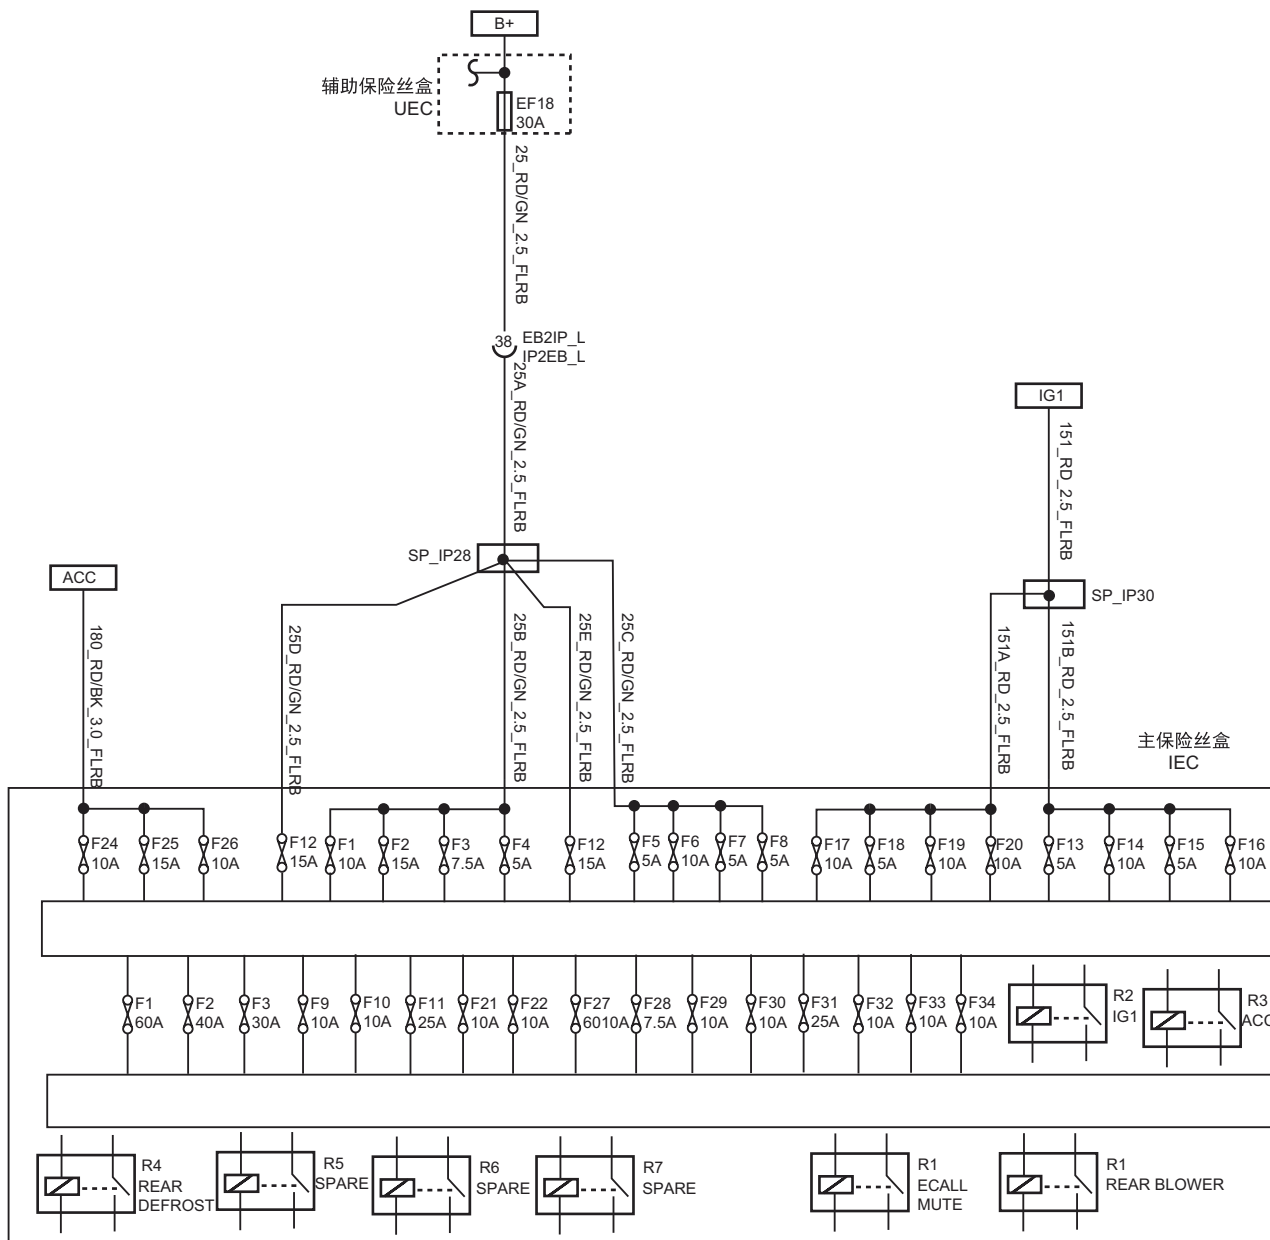 B+
辅助保险丝盒
UEC
EF18
30A
25_RD/GN_2.5_FLRB
38
EB2IP_L
IP2EB_L
25A_RD/GN_2.5_FLRB
IG1
151_RD_2.5_FLRB
SP_IP28
ACC
SP_IP30
180_RD/BK_3.0_FLRB
25D_RD/GN_2.5_FLRB
25B_RD/GN_2.5_FLRB
25E_RD/GN_2.5_FLRB
25C_RD/GN_2.5_FLRB
151A_RD_2.5_FLRB
151B_RD_2.5_FLRB
主保险丝盒
IEC
F24
10A
F25
15A
F26
10A
F12
15A
F1
10A
F2
15A
F3
7.5A
F4
5A
F12
15A
F5
5A
F6
10A
F7
5A
F8
5A
F17
10A
F18
5A
F19
10A
F20
10A
F13
5A
F14
10A
F15
5A
F16
10A
F1
60A
F2
40A
F3
30A
F9
10A
F10
10A
F11
25A
F21
10A
F22
10A
F27
6010A
F28
7.5A
F29
10A
F30
10A
F31
25A
F32
10A
F33
10A
F34
10A
R2
IG1
R3
ACC
R4
REAR
DEFROST
R5
SPARE
R6
SPARE
R7
SPARE
R1
ECALL
MUTE
R1
REAR BLOWER